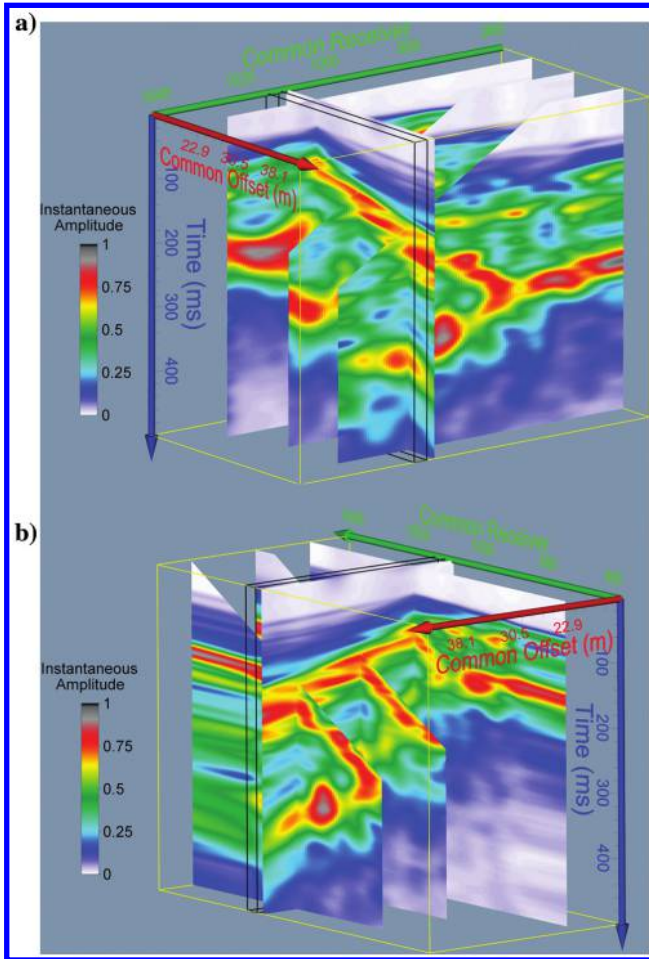 a)
Common Receiver
22.9 30.5 38.1
Common Offset (m)
100
200
300
400
Time (ms)
Instantaneous
Amplitude
1
0.75
0.5
0.25
0
b)
Common Receiver
38.1 30.5 22.9
Common Offset (m)
100
200
300
400
Time (ms)
Instantaneous
Amplitude
1
0.75
0.5
0.25
0